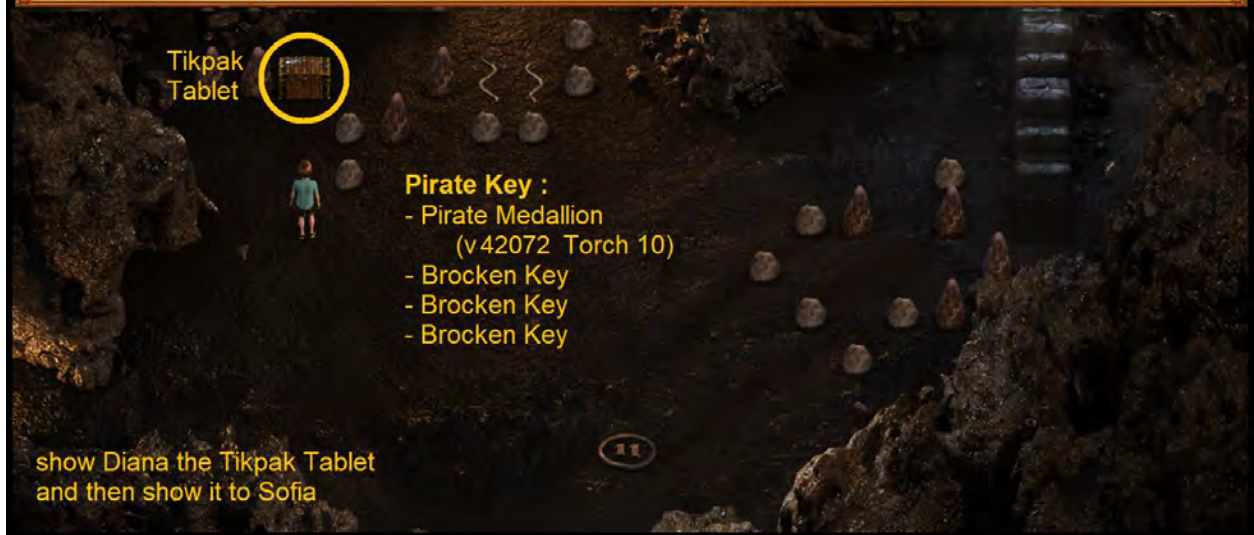 Tikpak
Tablet
Pirate Key :
- Pirate Medallion
(v42072 Torch 10)
- Brocken Key
- Brocken Key
- Brocken Key
11
show Diana the Tikpak Tablet
and then show it to Sofia